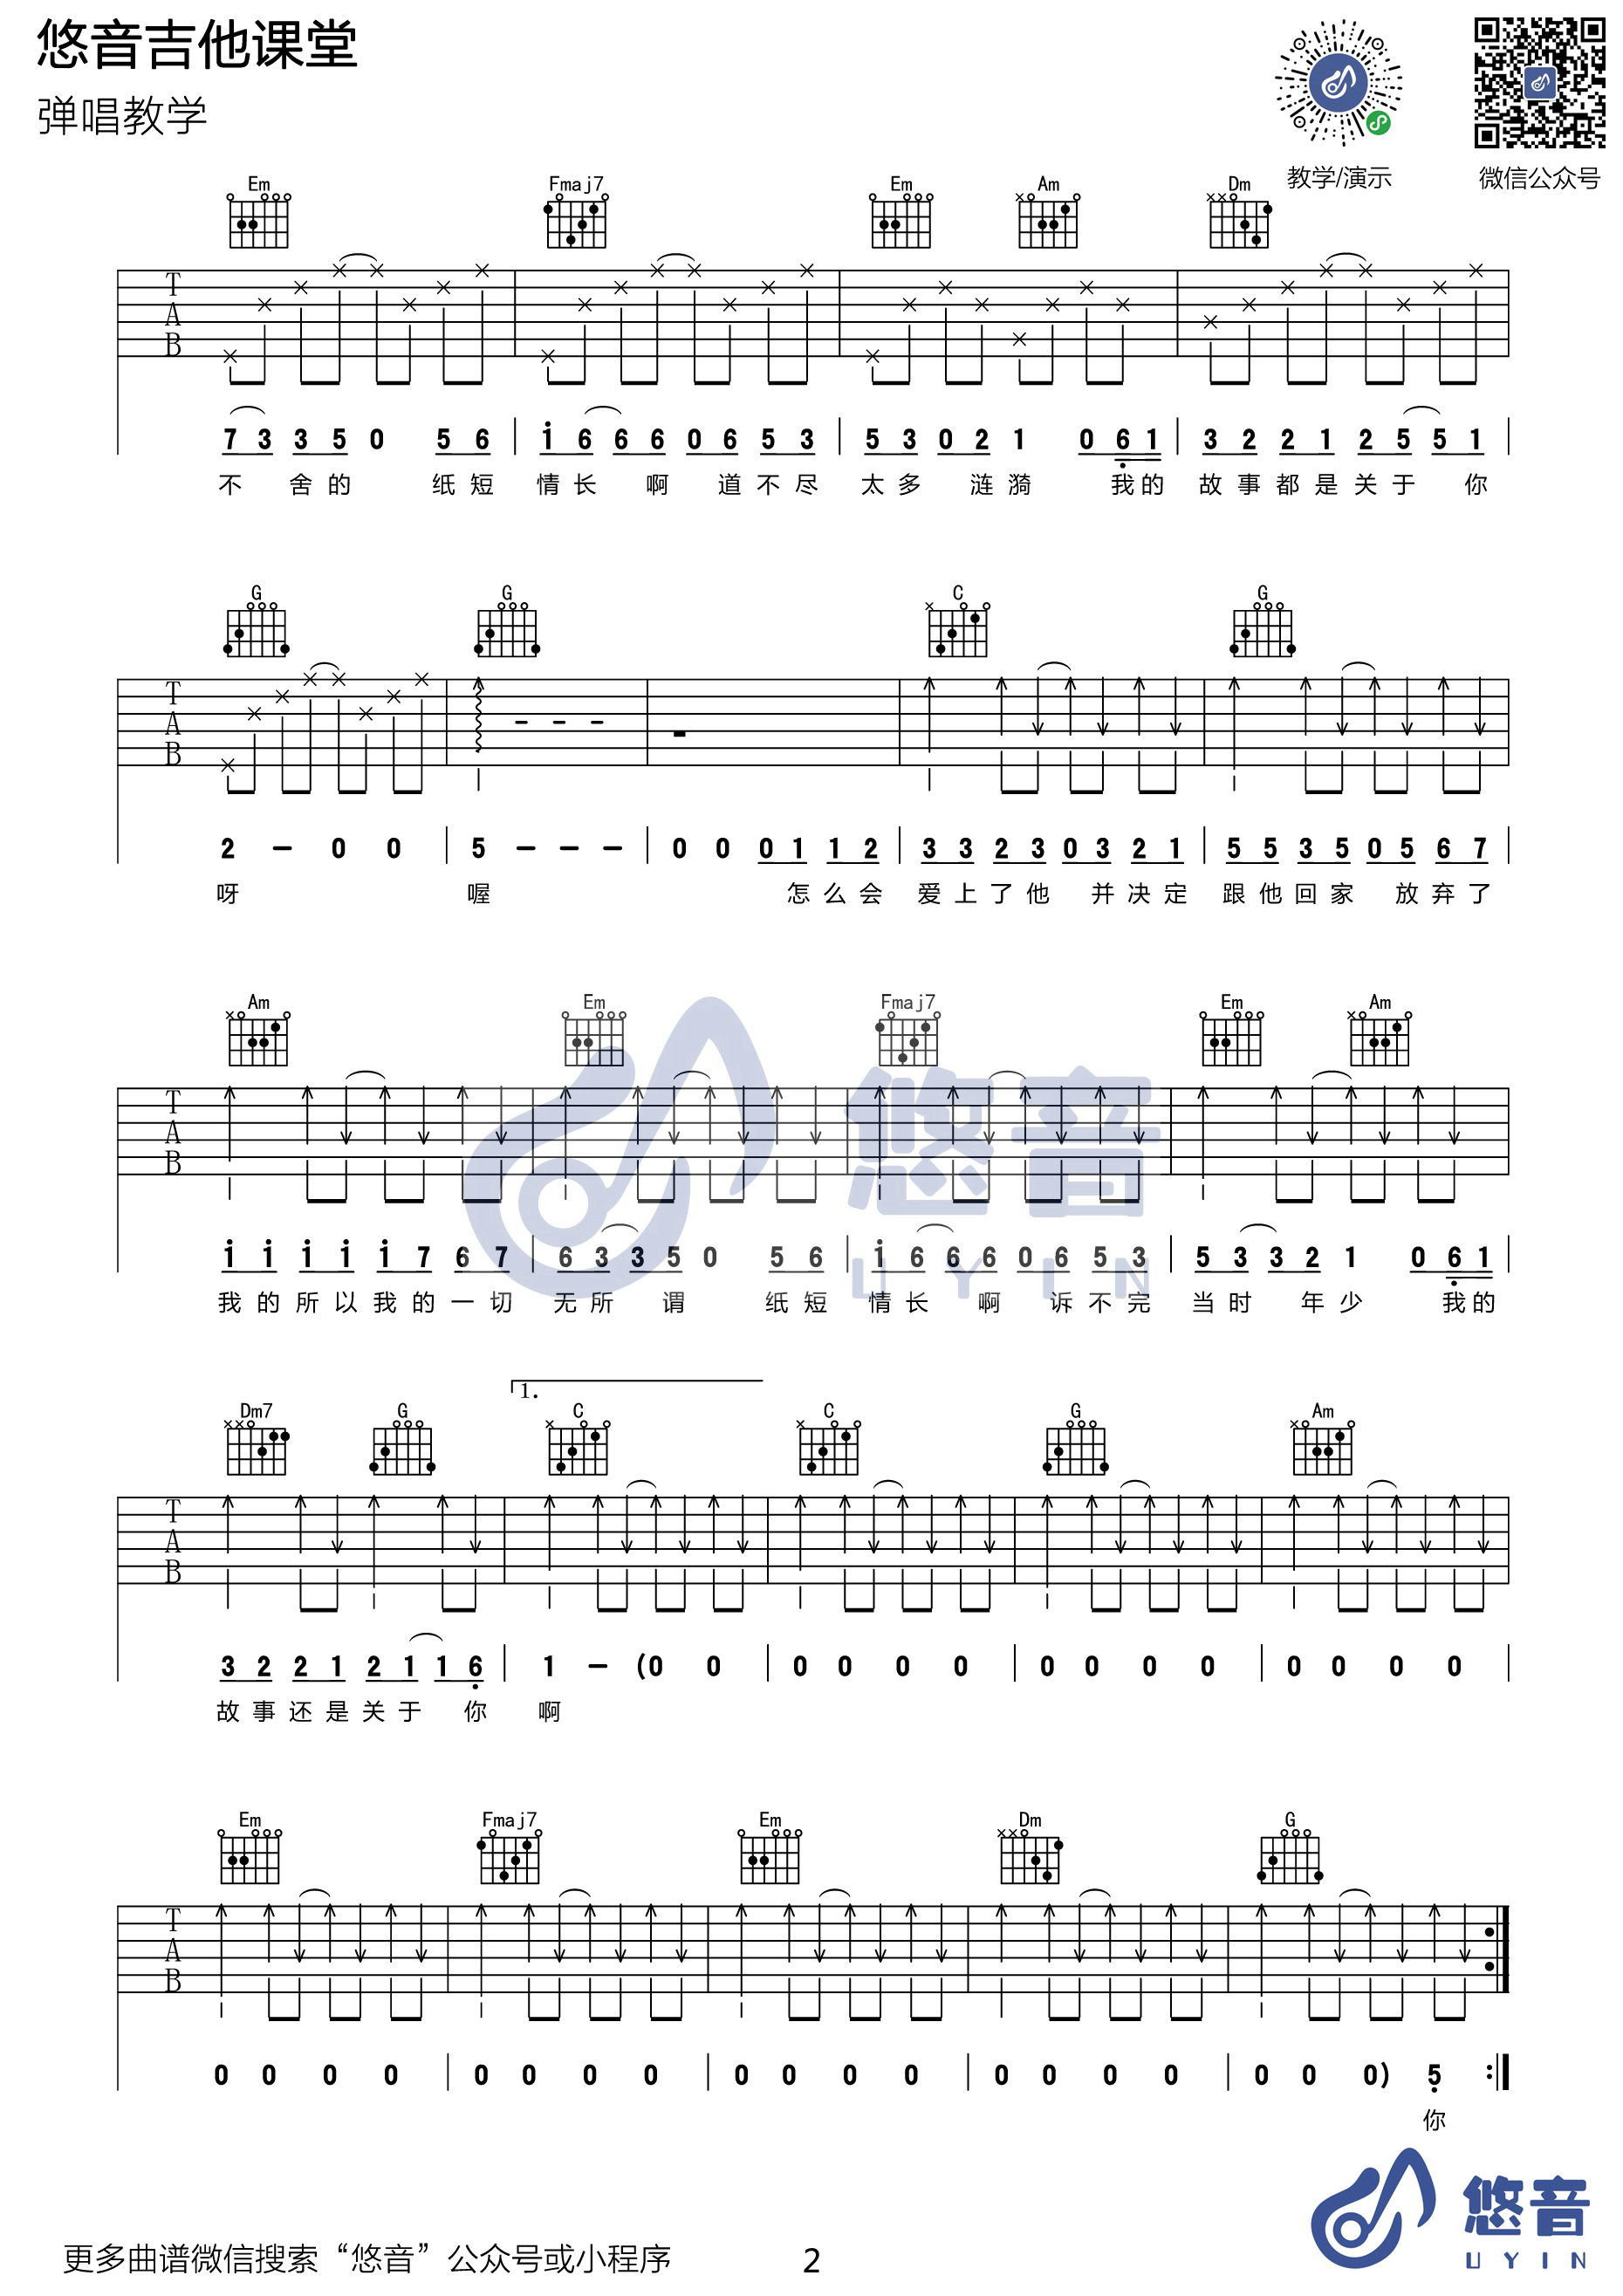 悠音吉他课堂
弹唱教学
教学/演示 微信公众号
Em Fmaj7 Em Am Dm
T
A
B
7 3 3 5 0 5 6 i 6 6 6 0 6 5 3 5 3 0 2 1 0 6 1 3 2 2 1 2 5 5 1
不 舍 的 纸 短 情 长 啊 道 不 尽 太 多 涟 漪 我 的 故 事 都 是 关 于 你
G G C G
T
A
B
2 - 0 0 5 - - - 0 0 0 1 1 2 3 3 2 3 0 3 2 1 5 5 3 5 0 5 6 7
呀 喔 怎 么 会 爱 上 了 他 并 决 定 跟 他 回 家 放 弃 了
Am Em Fmaj7 Em Am
T
A
B
i i i i i 7 6 7 6 3 3 5 0 5 6 i 6 6 6 0 6 5 3 5 3 3 2 1 0 6 1
我 的 所 以 我 的 一 切 无 所 谓 纸 短 情 长 啊 诉 不 完 当 时 年 少 我 的
悠音
UYIN
1.
Dm7 G C C G Am
T
A
B
3 2 2 1 2 1 1 6 1 - (0 0 0 0 0 0 0 0 0 0 0 0 0 0
故 事 还 是 关 于 你 啊
Em Fmaj7 Em Dm G
T
A
B
0 0 0 0 0 0 0 0 0 0 0 0 0 0 0 0 0 0 0) 5
你
悠音
UYIN
更多曲谱微信搜索“悠音”公众号或小程序 2